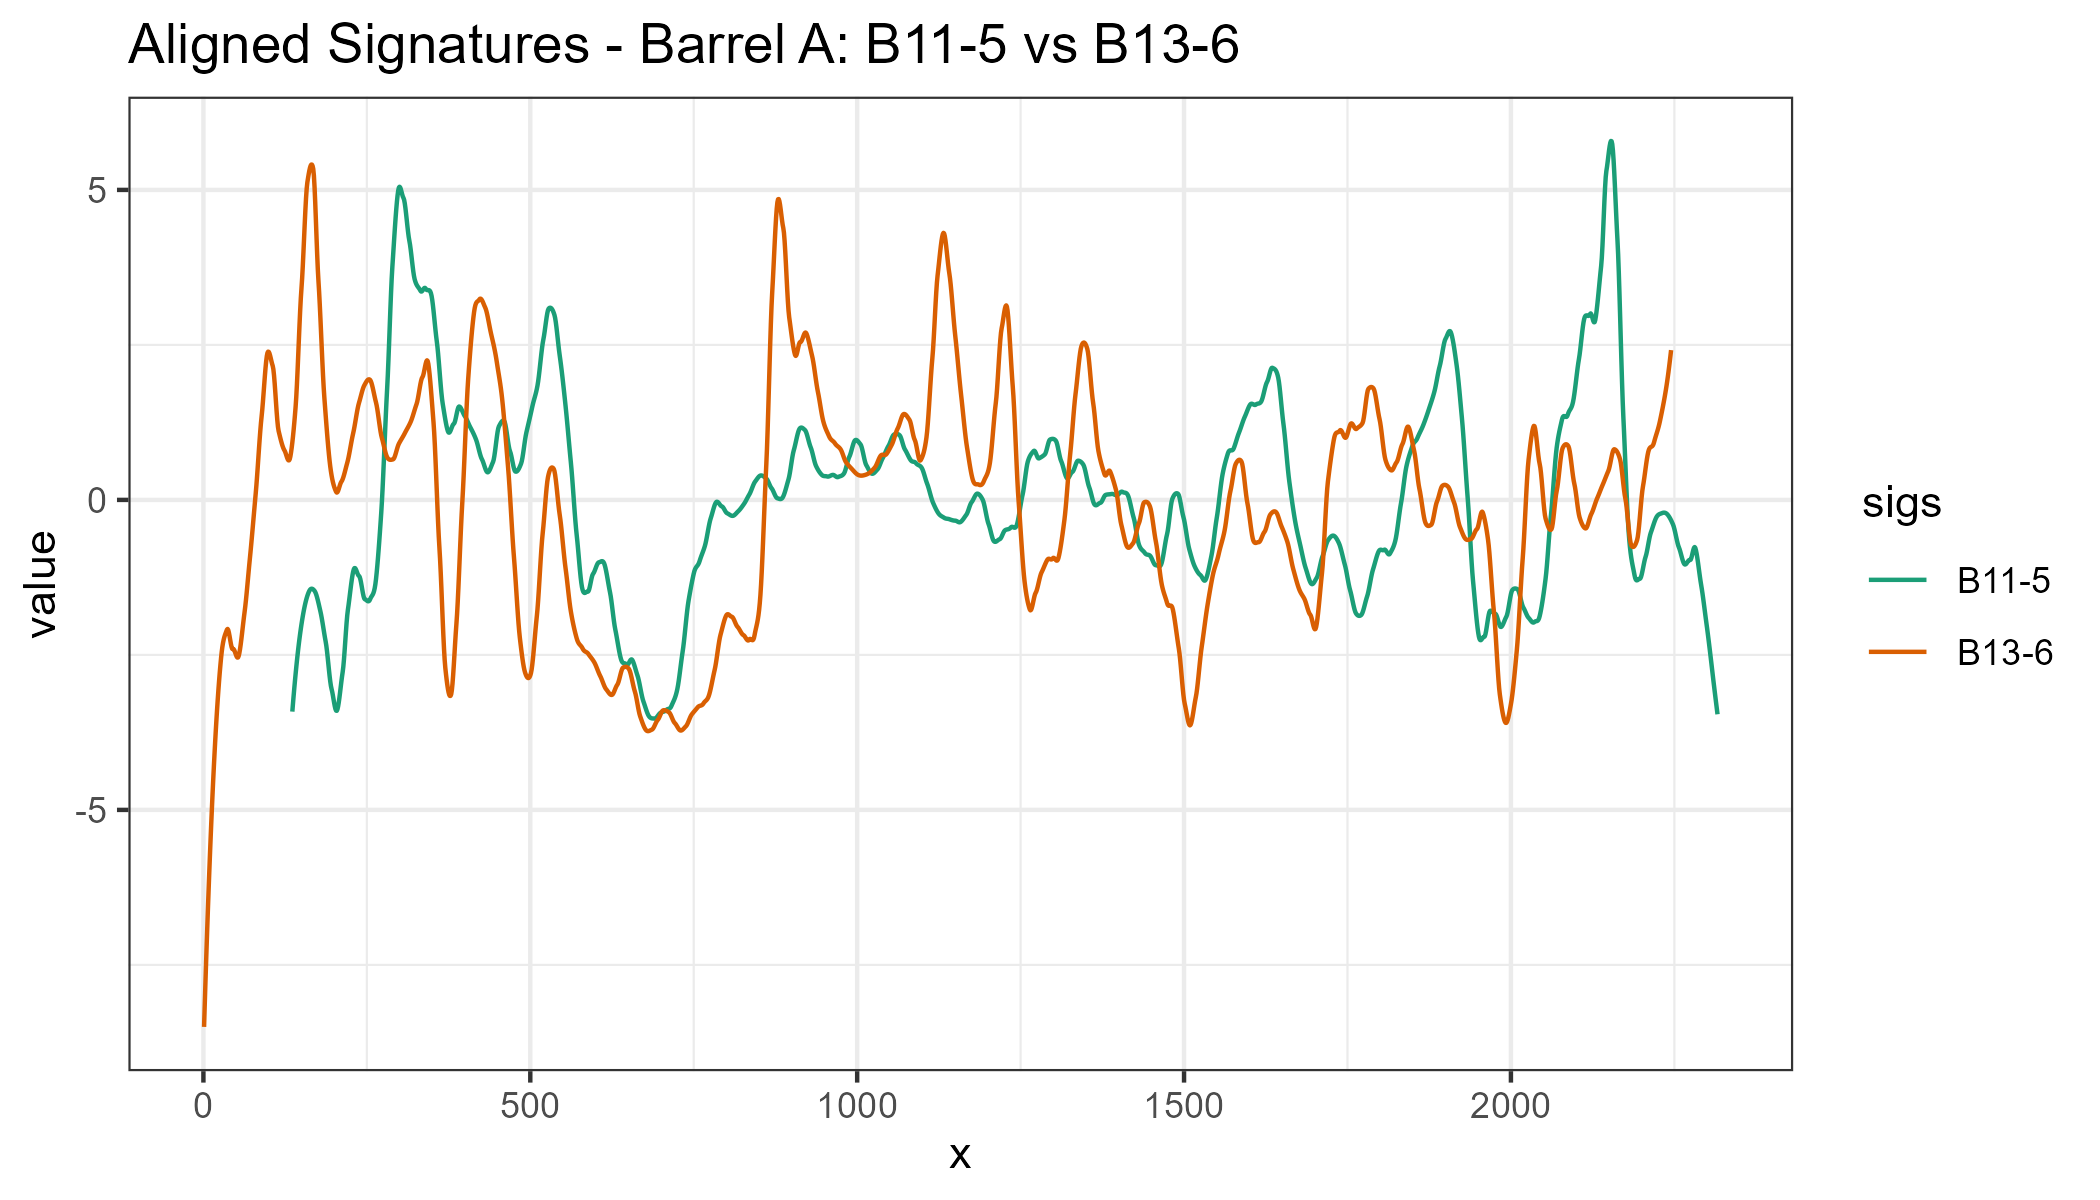 Aligned Signatures - Barrel A: B11-5 vs B13-6
value
5
0
-5
0
500
1000
1500
2000
x
sigs
B11-5
B13-6